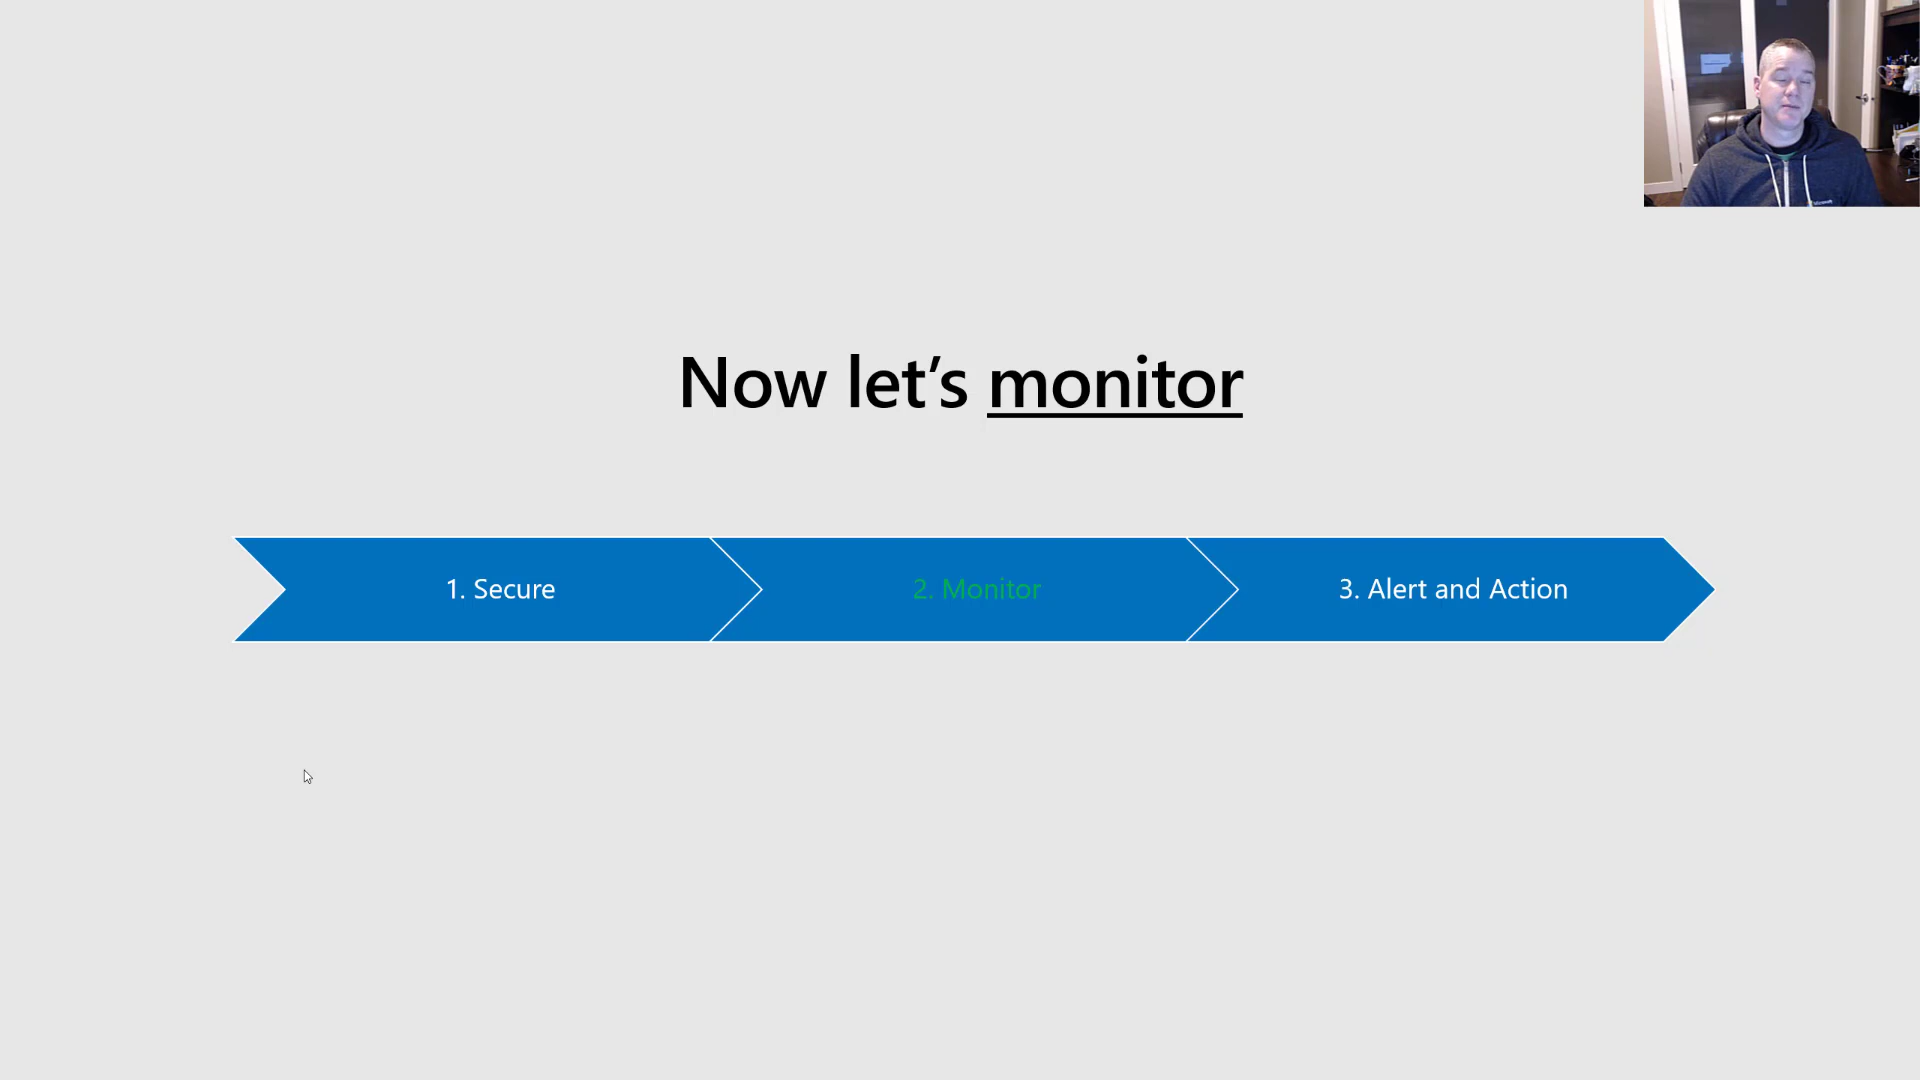 Now let’s monitor
1. Secure
2. Monitor
3. Alert and Action